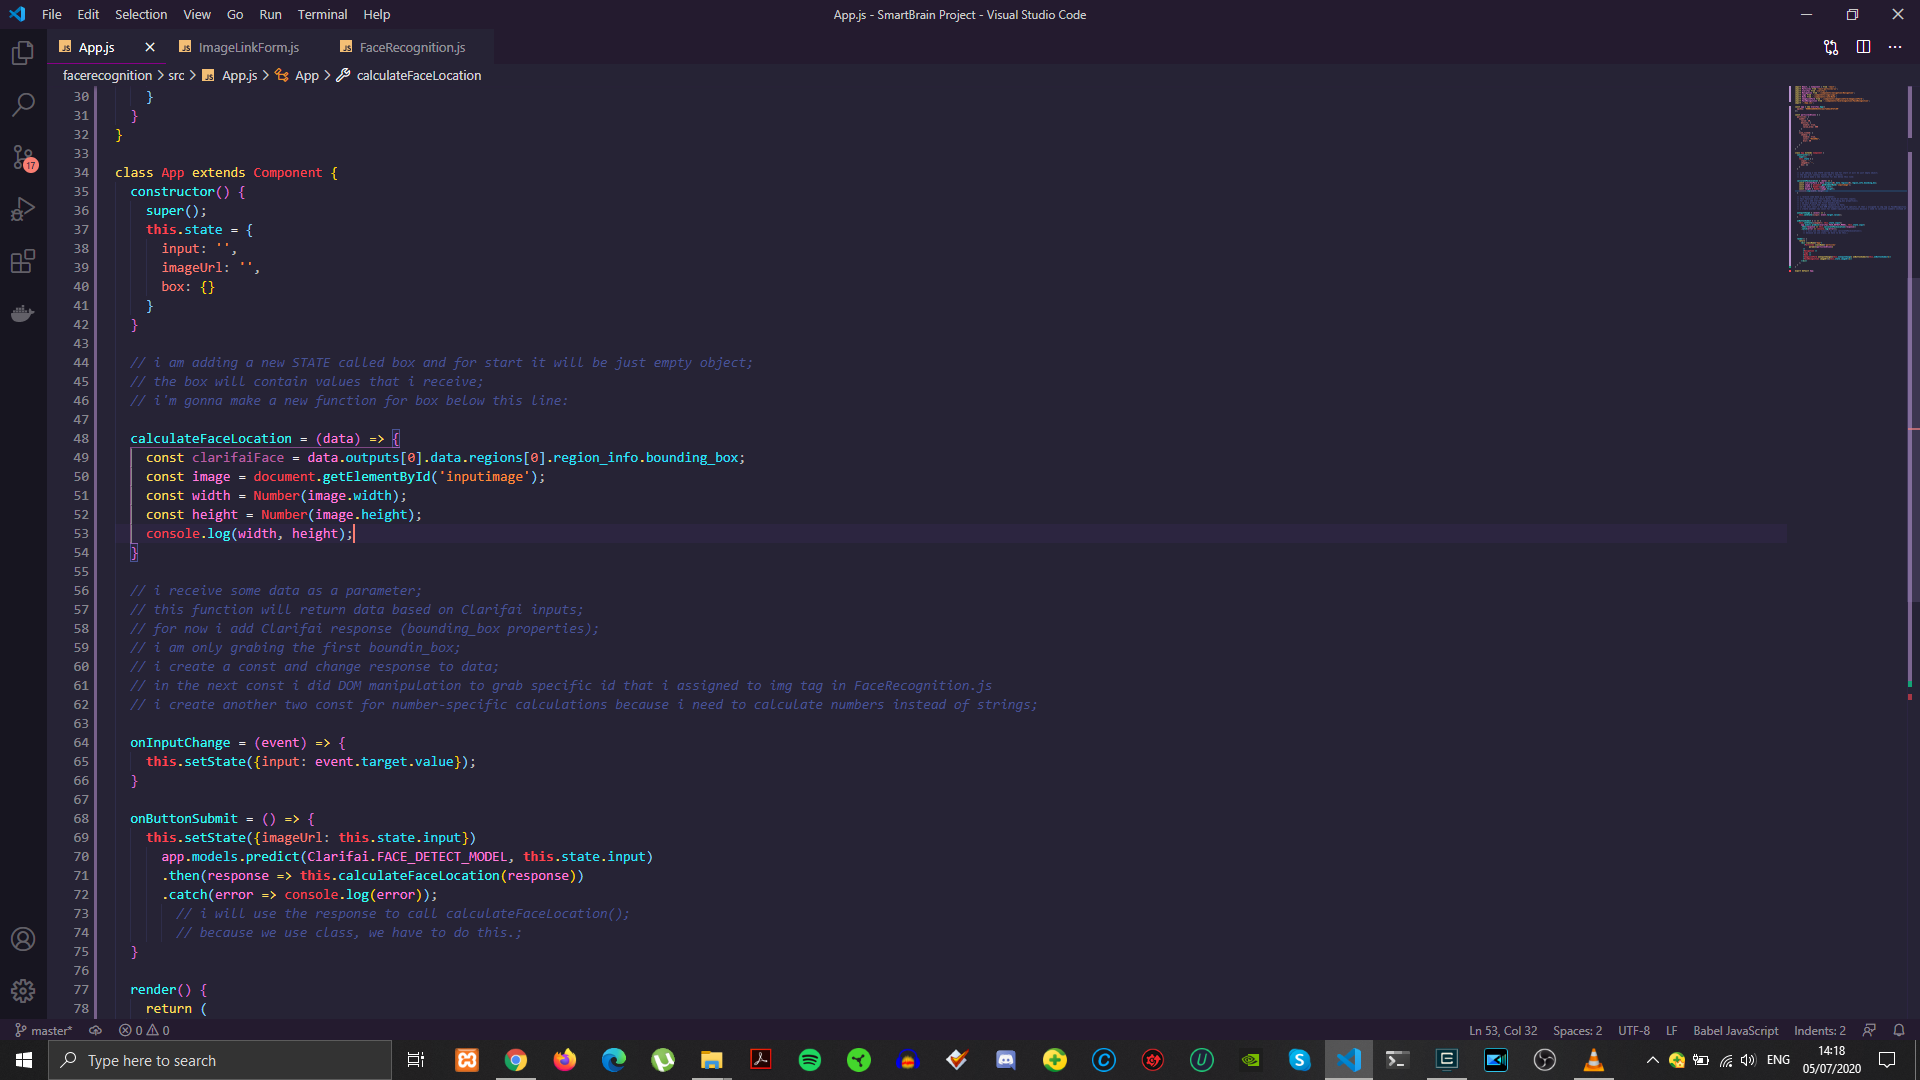 File Edit Selection View Go Run Terminal Help
App.js - SmartBrain Project - Visual Studio Code
JS App.js
JS ImageLinkForm.js
JS FaceRecognition.js
facerecognition > src > JS App.js > App > calculateFaceLocation
30 }
31 }
32 }
33
34 class App extends Component {
35 constructor() {
36 super();
37 this.state = {
38 input: '',
39 imageUrl: '',
40 box: {}
41 }
42 }
43
44 // i am adding a new STATE called box and for start it will be just empty object;
45 // the box will contain values that i receive;
46 // i'm gonna make a new function for box below this line:
47
48 calculateFaceLocation = (data) => {
49 const clarifaiFace = data.outputs[0].data.regions[0].region_info.bounding_box;
50 const image = document.getElementById('inputimage');
51 const width = Number(image.width);
52 const height = Number(image.height);
53 console.log(width, height);
54 }
55
56 // i receive some data as a parameter;
57 // this function will return data based on Clarifai inputs;
58 // for now i add Clarifai response (bounding_box properties);
59 // i am only grabing the first boundin_box;
60 // i create a const and change response to data;
61 // in the next const i did DOM manipulation to grab specific id that i assigned to img tag in FaceRecognition.js
62 // i create another two const for number-specific calculations because i need to calculate numbers instead of strings;
63
64 onInputChange = (event) => {
65 this.setState({input: event.target.value});
66 }
67
68 onButtonSubmit = () => {
69 this.setState({imageUrl: this.state.input})
70 app.models.predict(Clarifai.FACE_DETECT_MODEL, this.state.input)
71 .then(response => this.calculateFaceLocation(response))
72 .catch(error => console.log(error));
73 // i will use the response to call calculateFaceLocation();
74 // because we use class, we have to do this.;
75 }
76
77 render() {
78 return (
17
master* 0 0
Ln 53, Col 32 Spaces: 2 UTF-8 LF Babel JavaScript Indents: 2
Type here to search
ENG
14:18
05/07/2020